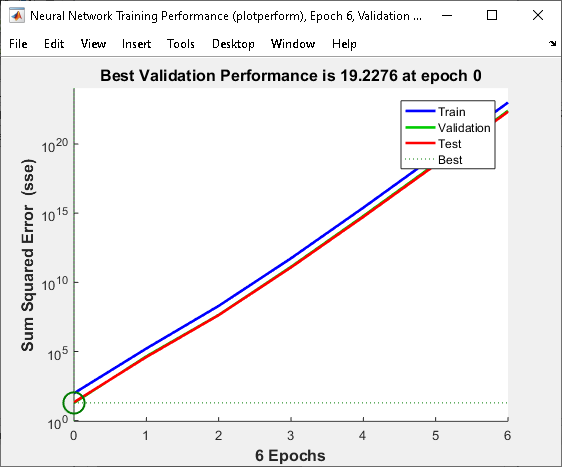 Neural Network Training Performance (plotperform), Epoch 6, Validation ...
File Edit View Insert Tools Desktop Window Help
Best Validation Performance is 19.2276 at epoch 0
Train
Validation
Test
Best
10^20
10^15
10^10
10^5
10^0
Sum Squared Error (sse)
0 1 2 3 4 5 6
6 Epochs